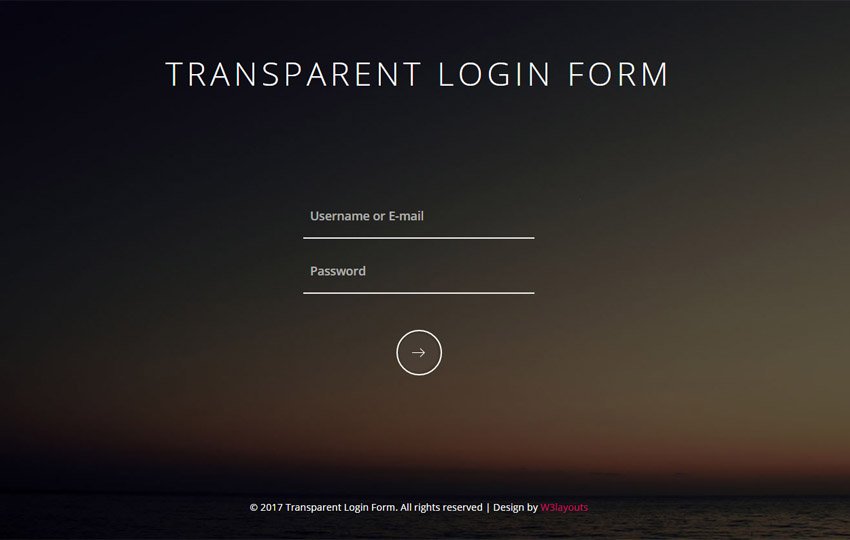 TRANSPARENT LOGIN FORM
Username or E-mail
Password
© 2017 Transparent Login Form. All rights reserved | Design by W3layouts